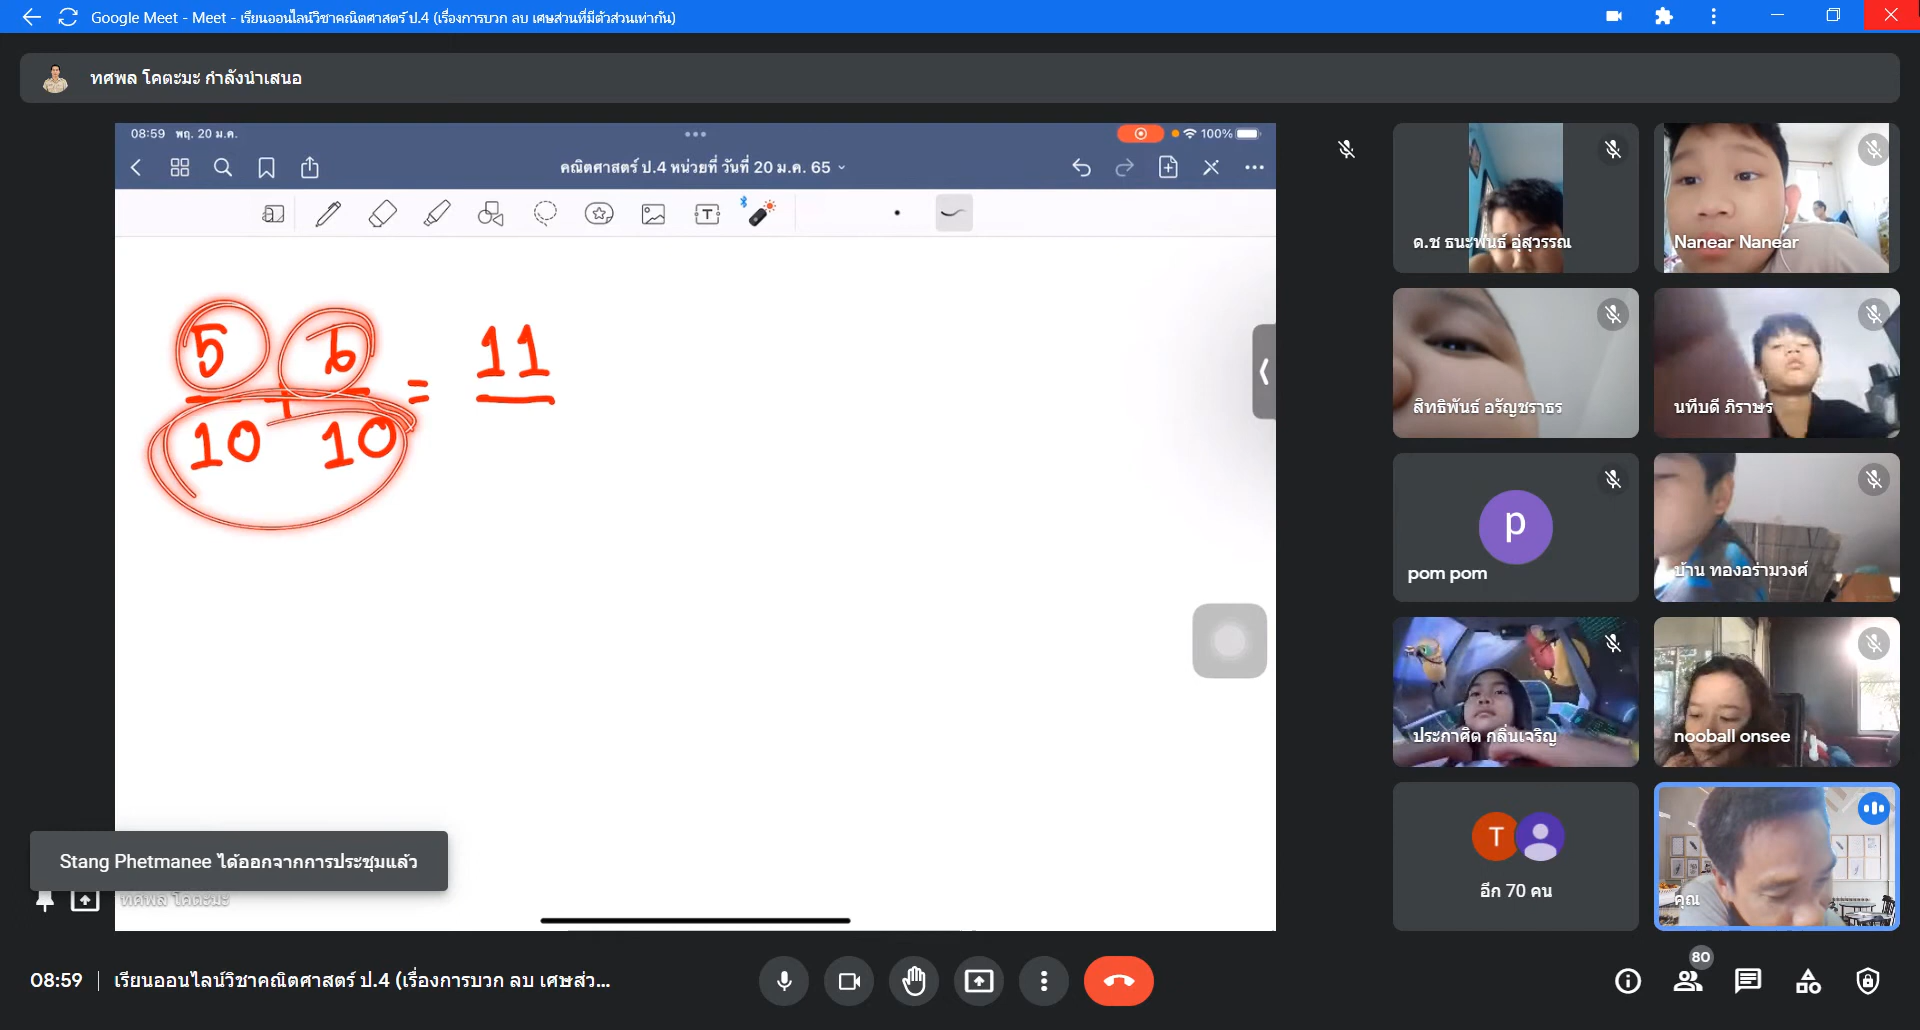 Google Meet - Meet - เรียนออนไลน์วิชาคณิตศาสตร์ ป.4 (เรื่องการบวก ลบ เศษส่วนที่มีตัวส่วนเท่ากัน)
ทศพล โคตะมะ กำลังนำเสนอ
08:59 พฤ. 20 ม.ค.
100%
คณิตศาสตร์ ป.4 หน่วยที่ วันที่ 20 ม.ค. 65
5 + 6 = 11
10 10
ด.ช ธนะพันธ์ อุ่สุวรรณ
Nanear Nanear
สิทธิพันธ์ อรัญชราธร
นทีบดี ภิราษร
p
pom pom
บ้าน ทองอร่ามวงศ์
ประกาศิต กลิ่นเจริญ
nooball onsee
T
อีก 70 คน
คุณ
Stang Phetmanee ได้ออกจากการประชุมแล้ว
ทศพล โคตะมะ
08:59 เรียนออนไลน์วิชาคณิตศาสตร์ ป.4 (เรื่องการบวก ลบ เศษส่ว...
80